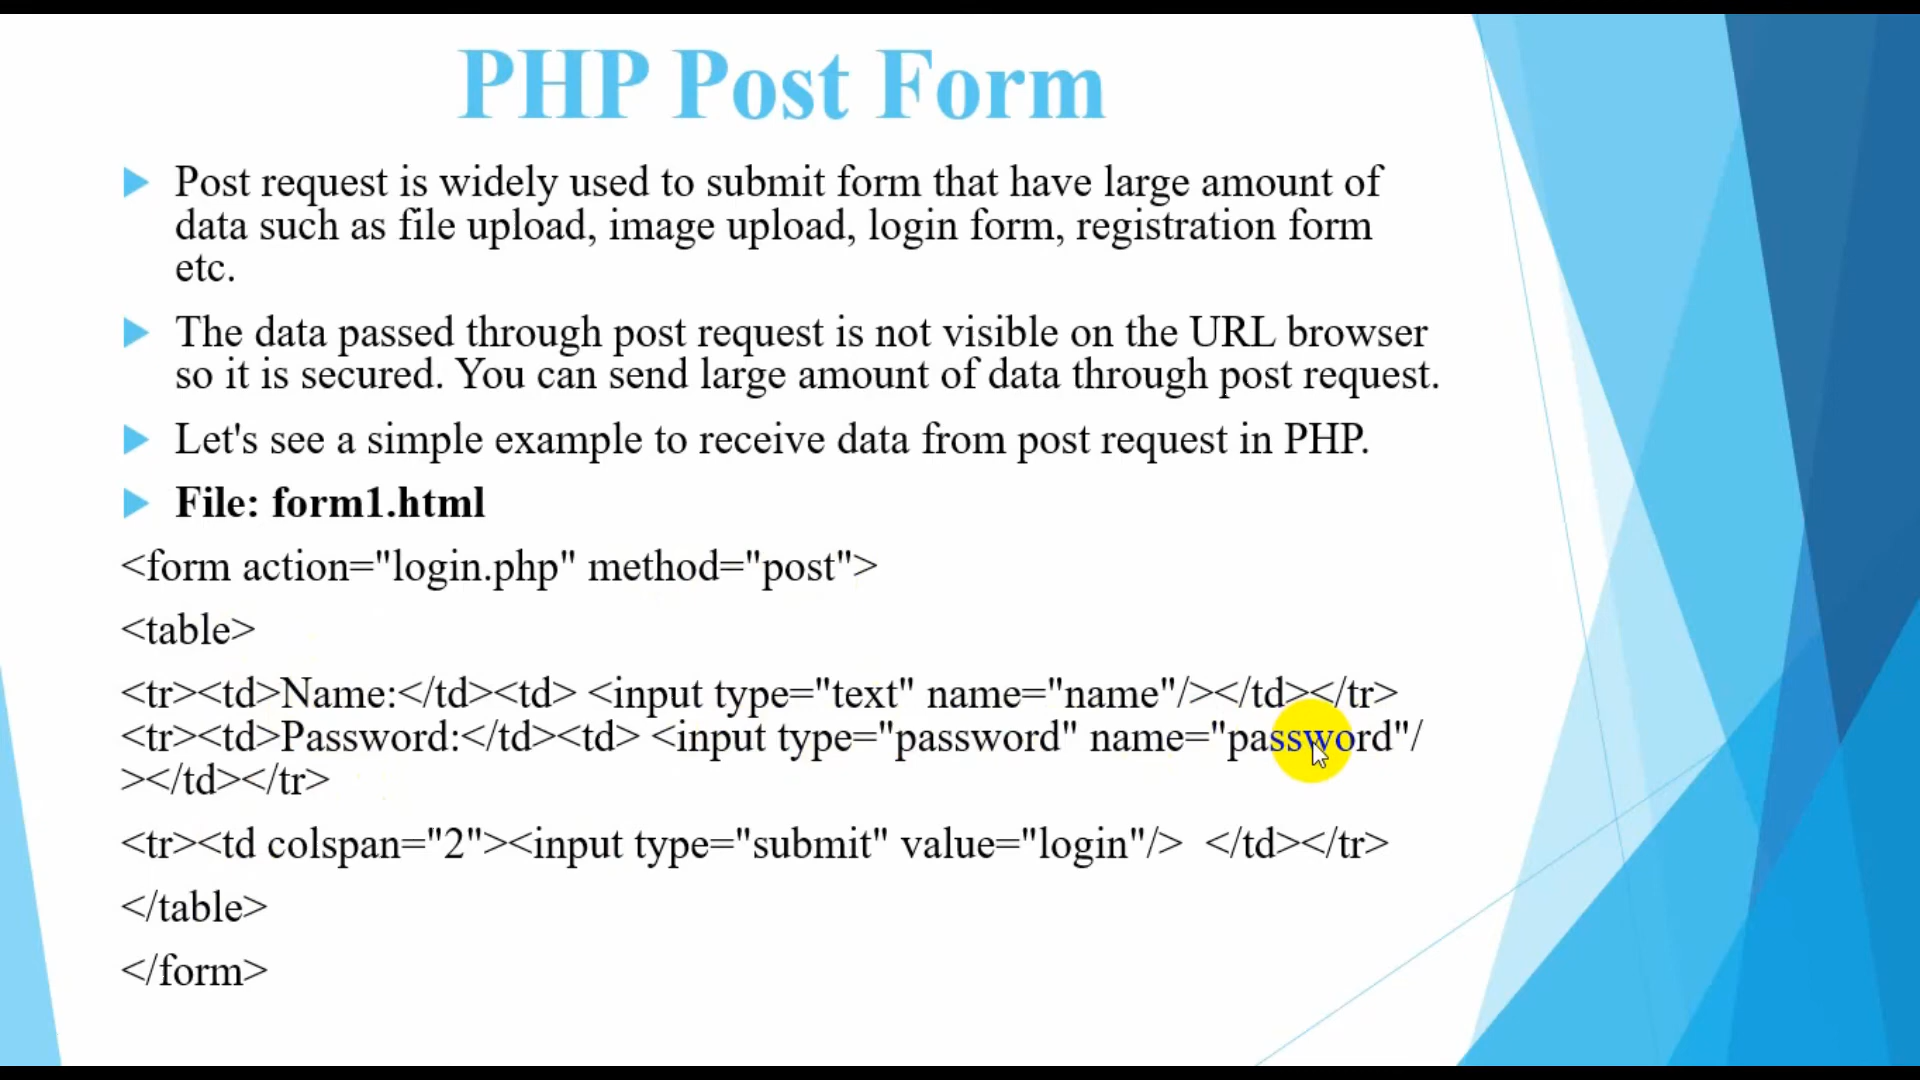 PHP Post Form
Post request is widely used to submit form that have large amount of
data such as file upload, image upload, login form, registration form
etc.
The data passed through post request is not visible on the URL browser
so it is secured. You can send large amount of data through post request.
Let's see a simple example to receive data from post request in PHP.
File: form1.html
<form action="login.php" method="post">
<table>
<tr><td>Name:</td><td> <input type="text" name="name"/></td></tr>
<tr><td>Password:</td><td> <input type="password" name="password"/
></td></tr>
<tr><td colspan="2"><input type="submit" value="login"/>  </td></tr>
</table>
</form>